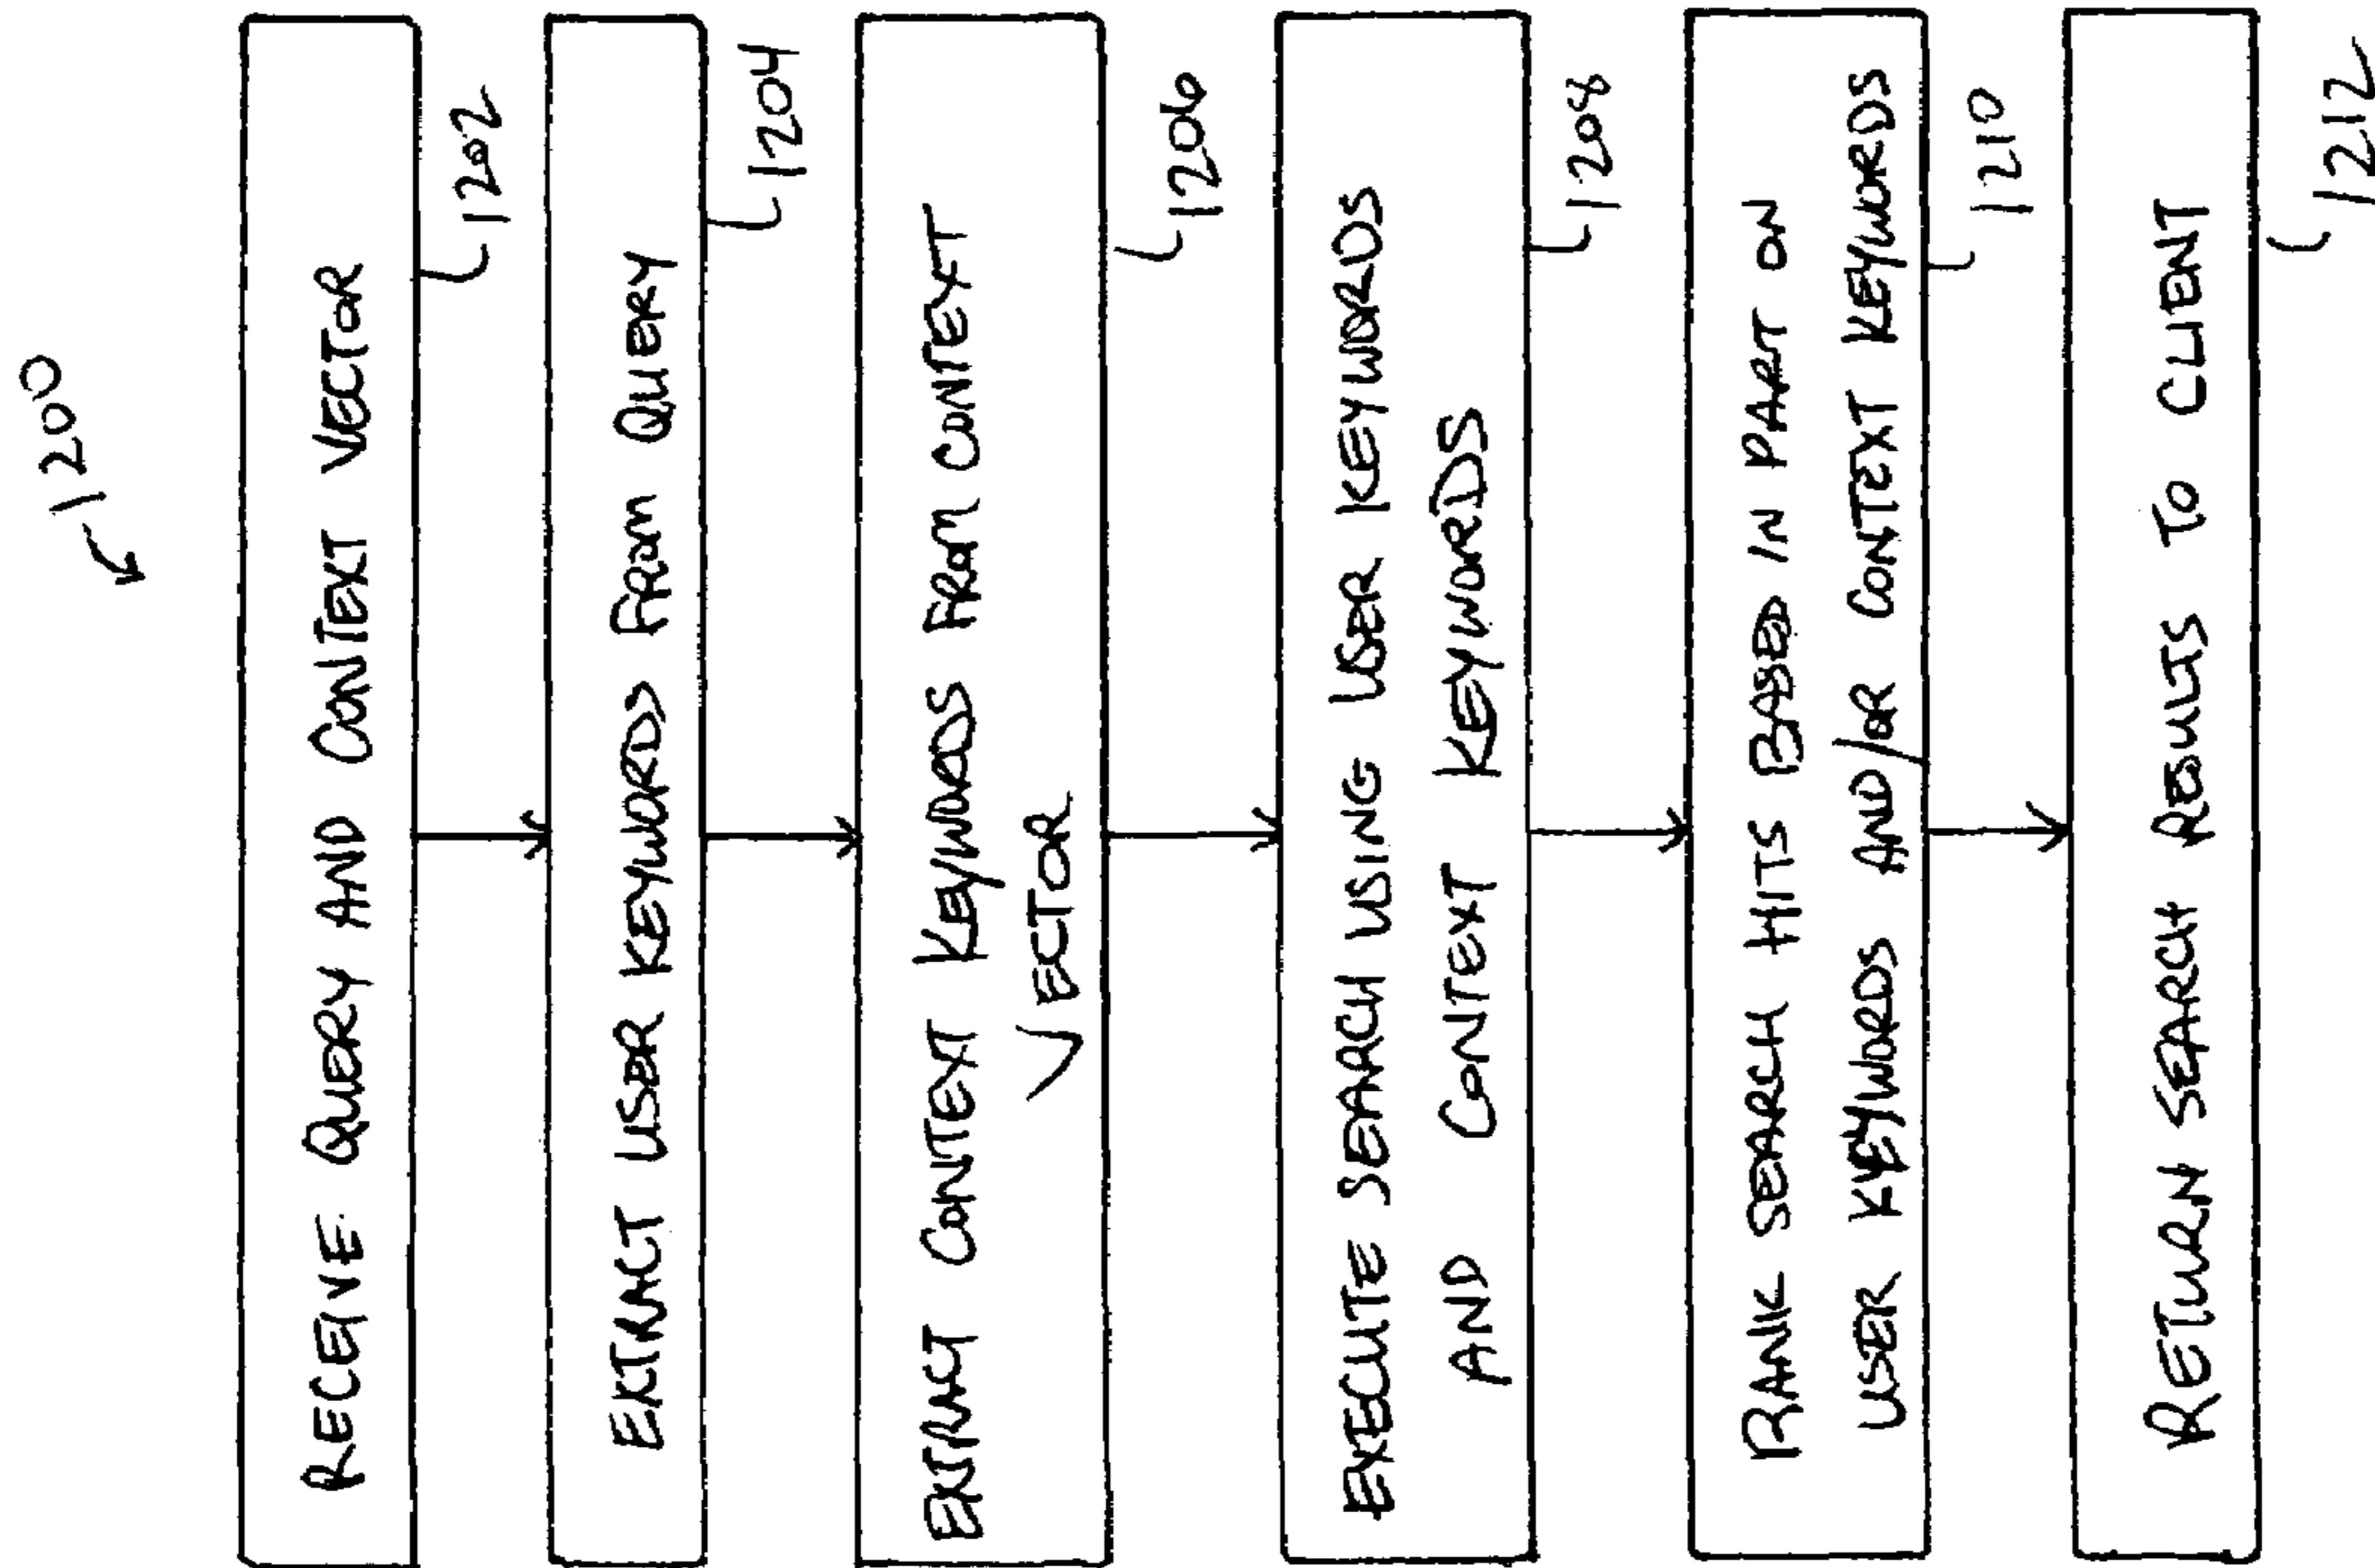 1200
RECEIVE QUERY AND CONTEXT VECTOR
1202
EXTRACT USER KEYWORDS FROM QUERY
1204
EXTRACT CONTEXT KEYWORDS FROM CONTEXT
VECTOR
1206
EXECUTE SEARCH USING USER KEYWORDS
AND CONTEXT KEYWORDS
1208
RANK SEARCH HITS BASED IN PART ON
USER KEYWORDS AND/OR CONTEXT KEYWORDS
1210
RETURN SEARCH RESULTS TO CLIENT
1212